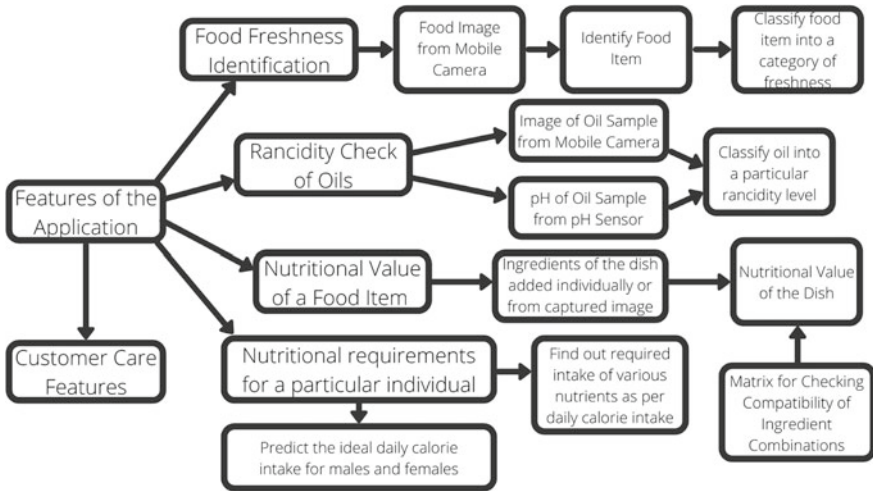 Food Freshness
Identification
Food Image
from Mobile
Camera
Identify Food
Item
Classify food
item into a
category of
freshness
Rancidity Check
of Oils
Image of Oil Sample
from Mobile Camera
pH of Oil Sample
from pH Sensor
Classify oil into
a particular
rancidity level
Features of the
Application
Nutritional Value
of a Food Item
Ingredients of the dish
added individually or
from captured image
Nutritional Value
of the Dish
Customer Care
Features
Nutritional requirements
for a particular individual
Find out required
intake of various
nutrients as per
daily calorie intake
Matrix for Checking
Compatibility of
Ingredient
Combinations
Predict the ideal daily calorie
intake for males and females